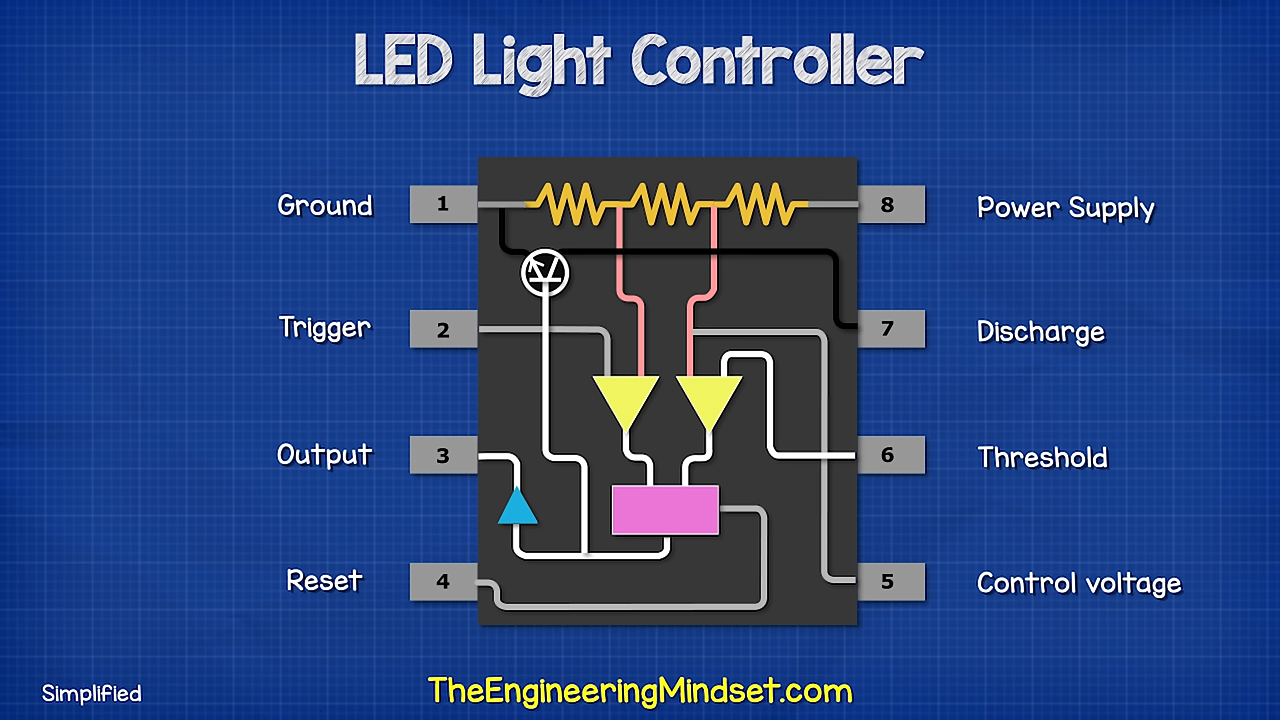 LED Light Controller
Ground 1 8 Power Supply
Trigger 2 7 Discharge
Output 3 6 Threshold
Reset 4 5 Control voltage
Simplified
TheEngineeringMindset.com